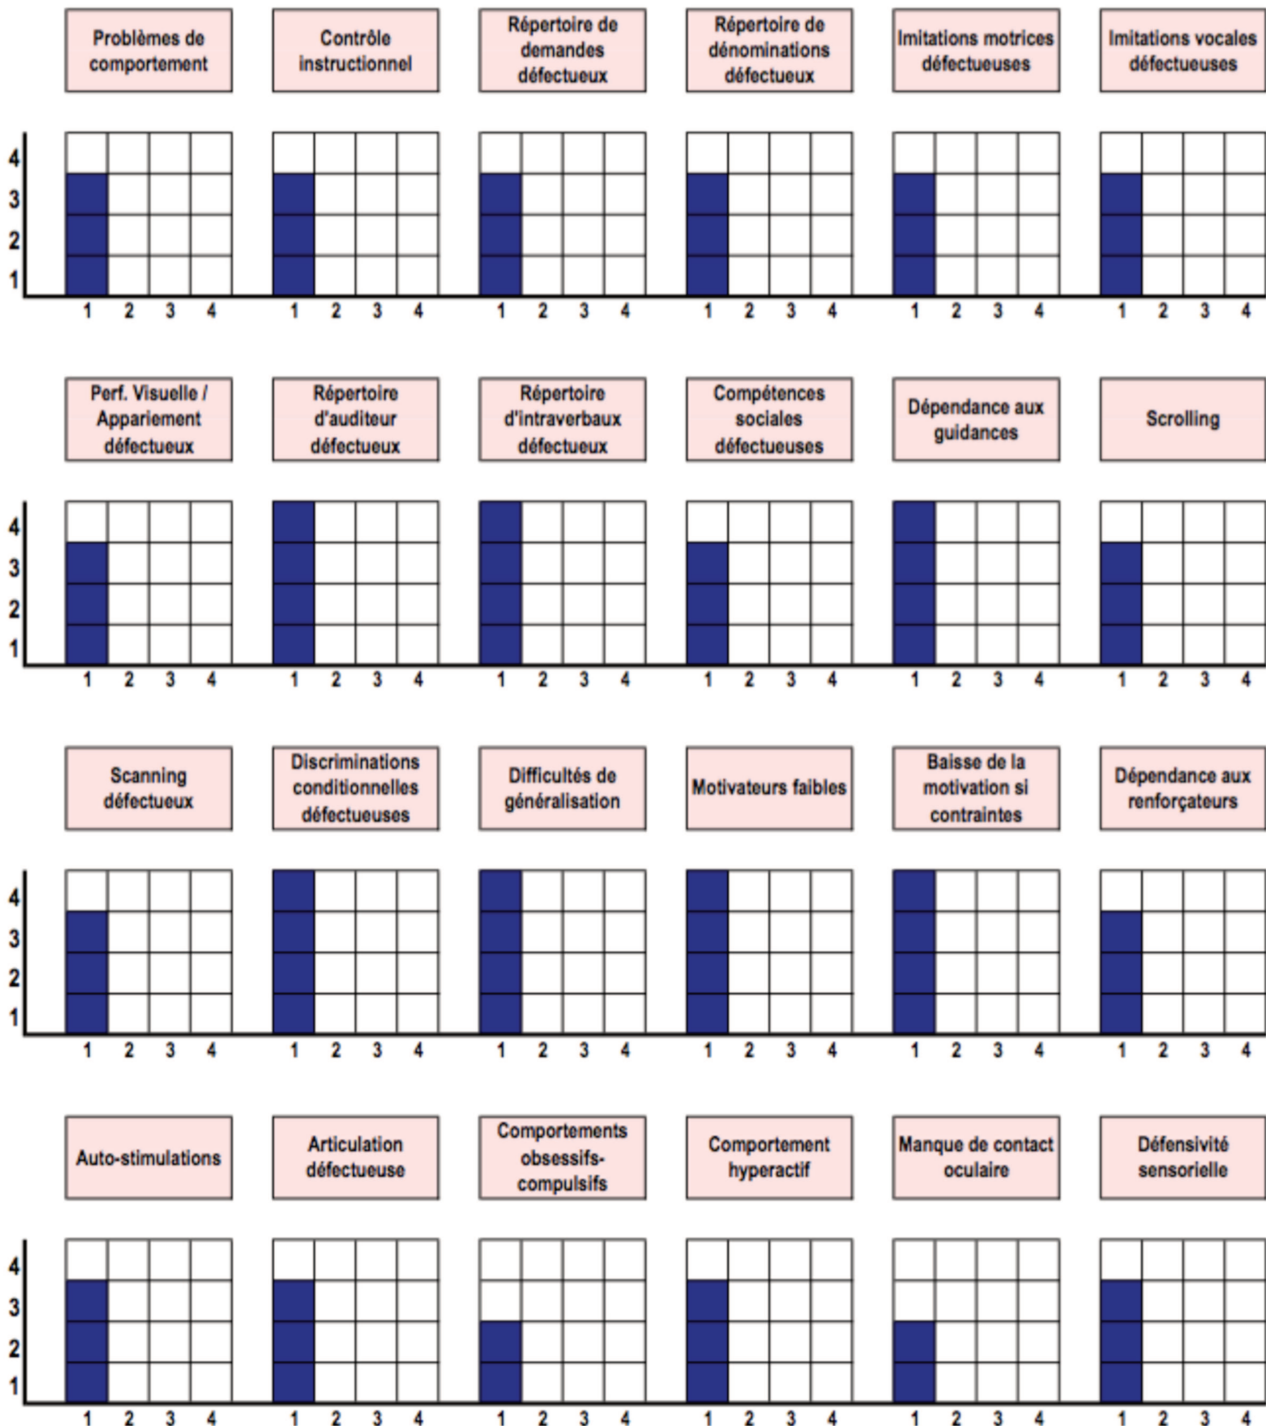 Problèmes de
comportement
Contrôle
instructionnel
Répertoire de
demandes
défectueux
Répertoire de
dénominations
défectueux
Imitations motrices
défectueuses
Imitations vocales
défectueuses
4
3
2
1
1 2 3 4
1 2 3 4
1 2 3 4
1 2 3 4
1 2 3 4
1 2 3 4
Perf. Visuelle /
Appariement
défectueux
Répertoire
d'auditeur
défectueux
Répertoire
d'intraverbaux
défectueux
Compétences
sociales
défectueuses
Dépendance aux
guidances
Scrolling
4
3
2
1
1 2 3 4
1 2 3 4
1 2 3 4
1 2 3 4
1 2 3 4
1 2 3 4
Scanning
défectueux
Discriminations
conditionnelles
défectueuses
Difficultés de
généralisation
Motivateurs faibles
Baisse de la
motivation si
contraintes
Dépendance aux
renforçateurs
4
3
2
1
1 2 3 4
1 2 3 4
1 2 3 4
1 2 3 4
1 2 3 4
1 2 3 4
Auto-stimulations
Articulation
défectueuse
Comportements
obsessifs-
compulsifs
Comportement
hyperactif
Manque de contact
oculaire
Défensivité
sensorielle
4
3
2
1
1 2 3 4
1 2 3 4
1 2 3 4
1 2 3 4
1 2 3 4
1 2 3 4